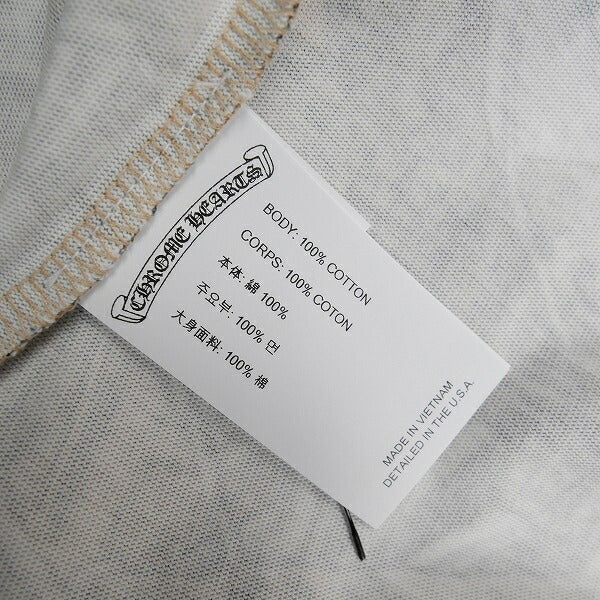 CHROME HEARTS
BODY: 100% COTTON
CORPS: 100% COTON
本体: 綿 100%
주오부: 100% 면
大身面料: 100% 棉
MADE IN VIETNAM
DETAILED IN THE U.S.A.